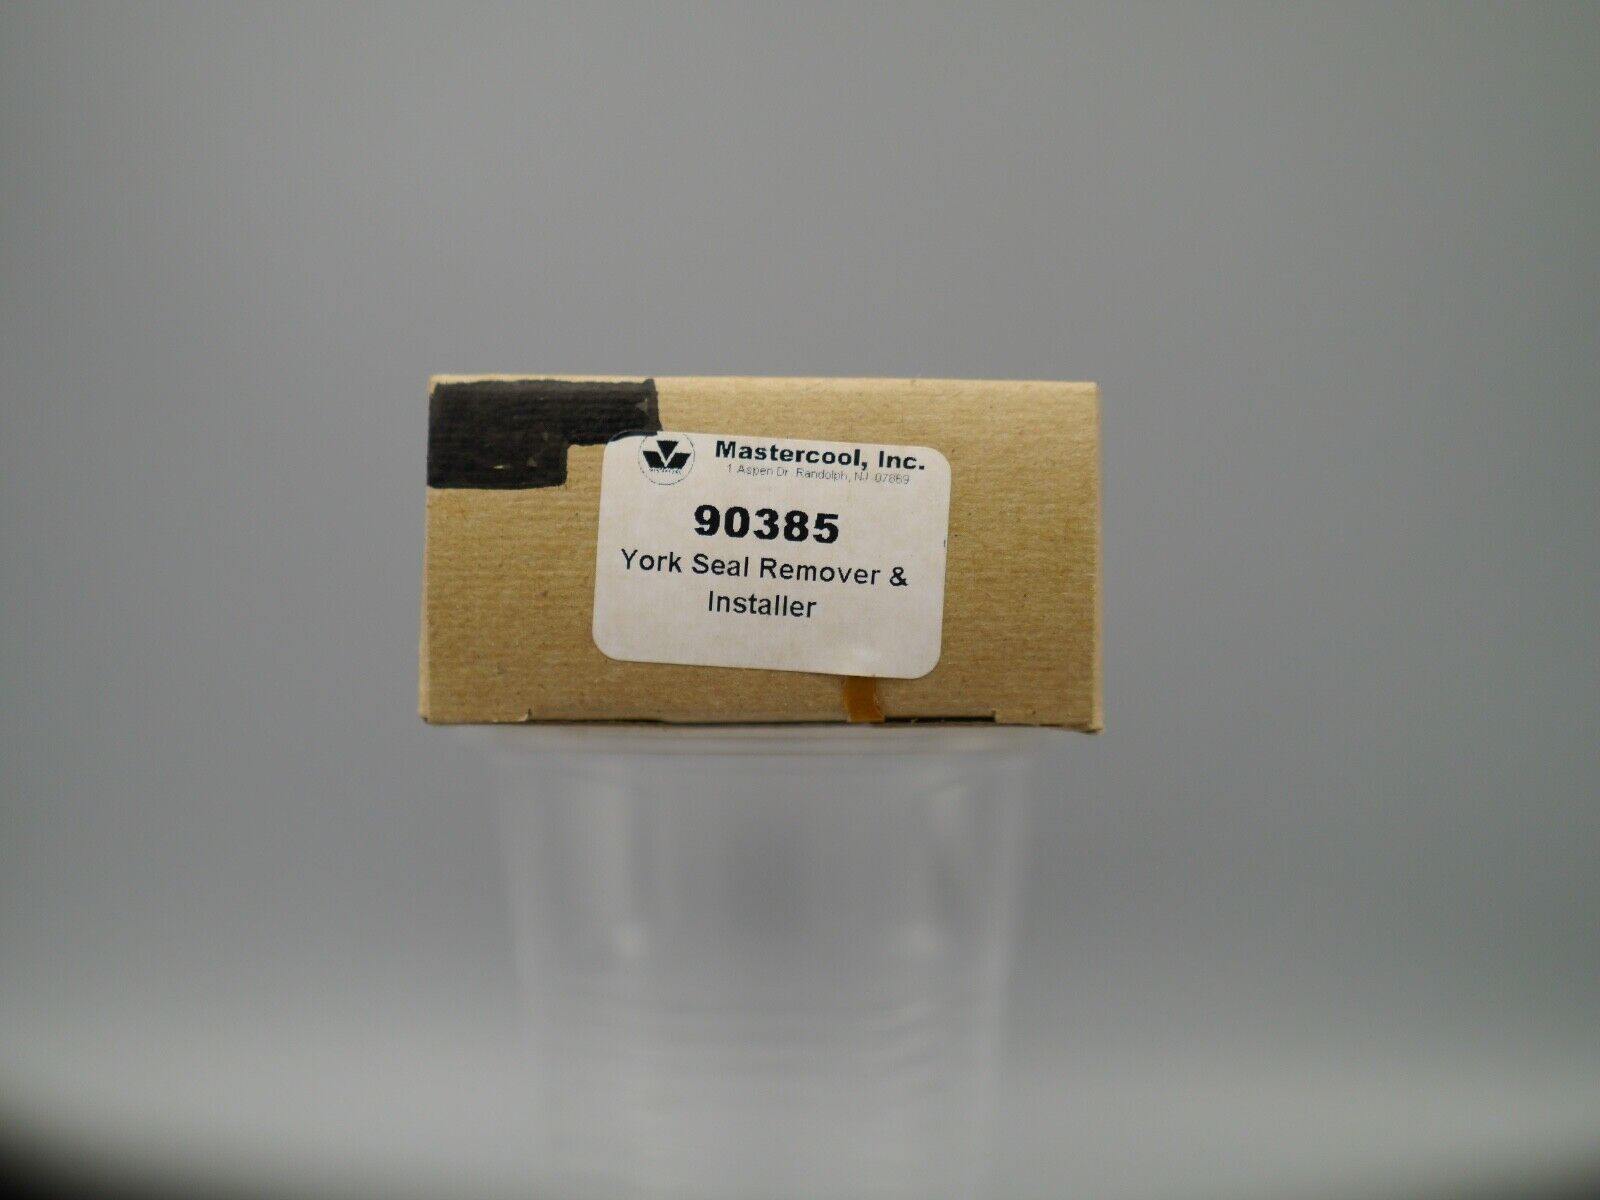 Mastercool, Inc.
1 Aspen Dr. Randolph, NJ 07869
90385
York Seal Remover &
Installer